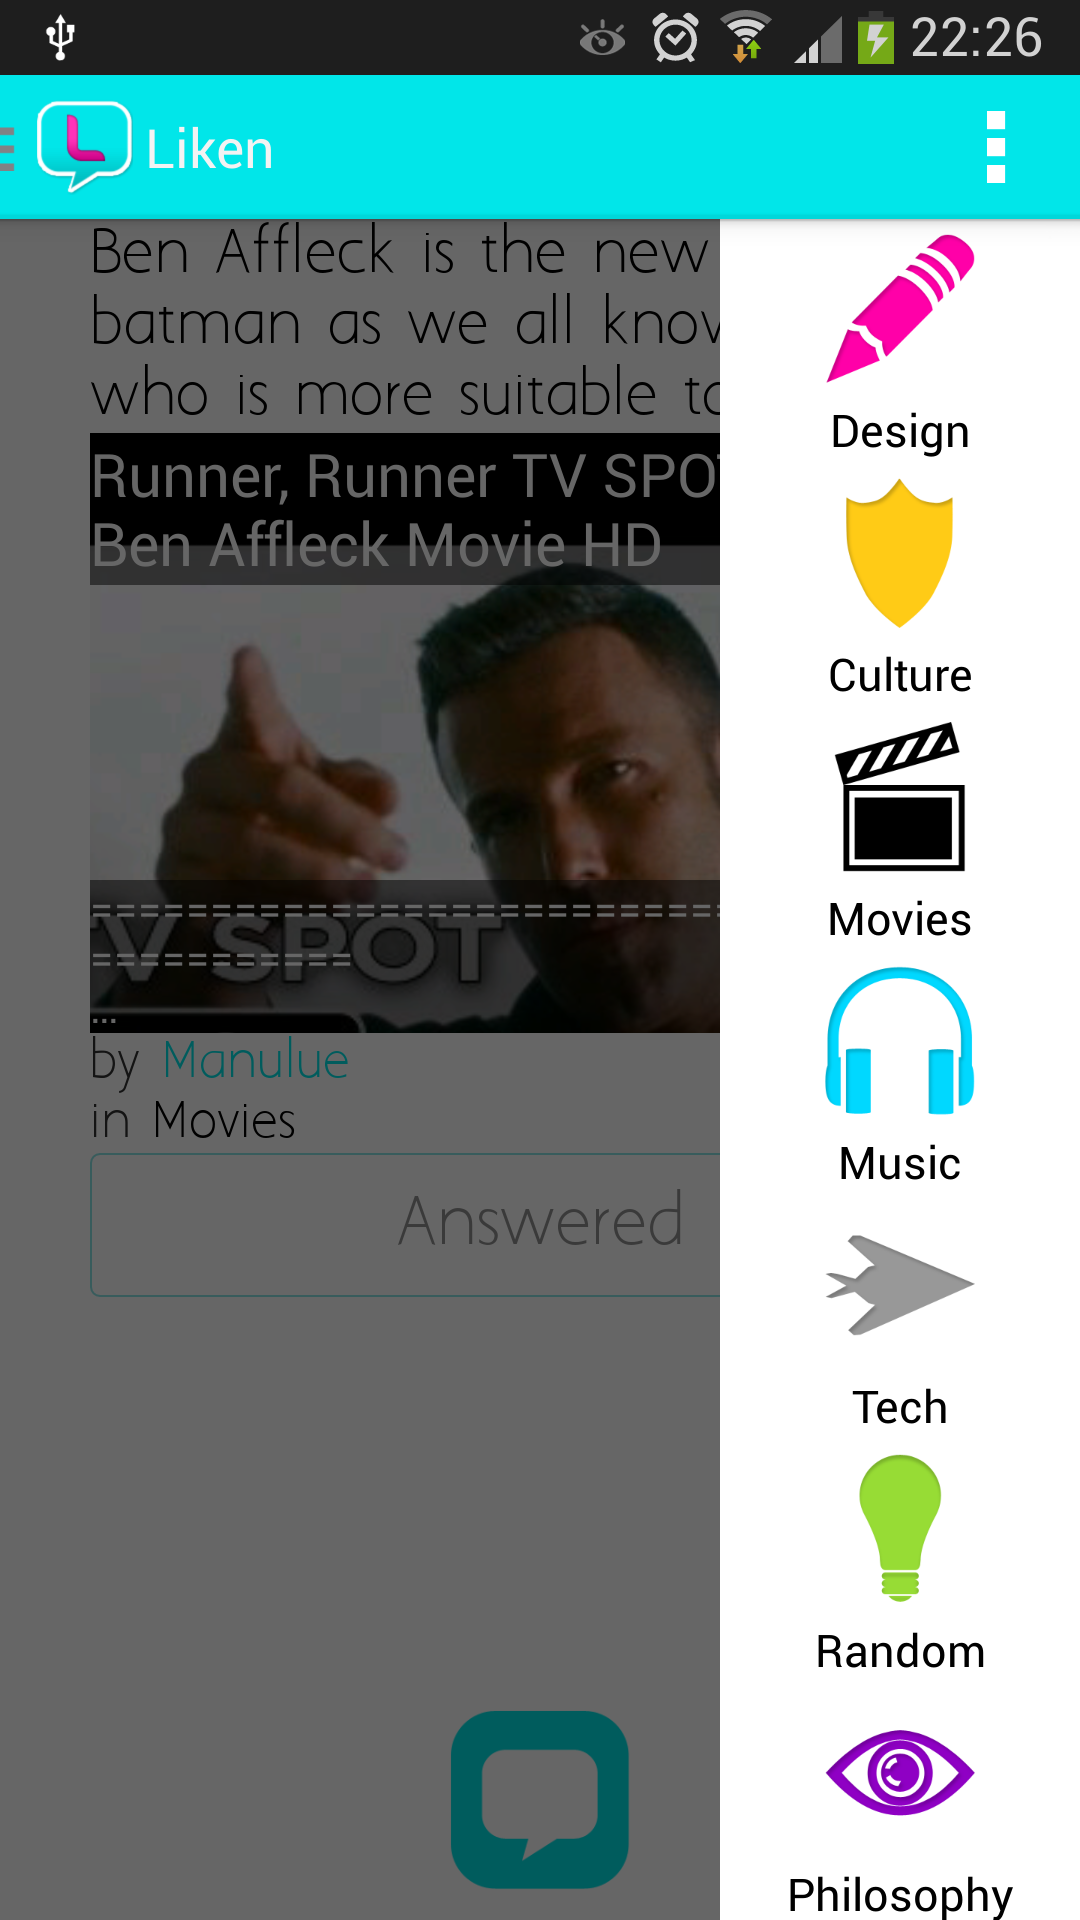 22:26
Liken
Ben Affleck is the new
batman as we all know
who is more suitable to
Runner, Runner TV SPOT
Ben Affleck Movie HD
TV SPOT
====================================
...
by Manulue
in Movies
Answered
Design
Culture
Movies
Music
Tech
Random
Philosophy